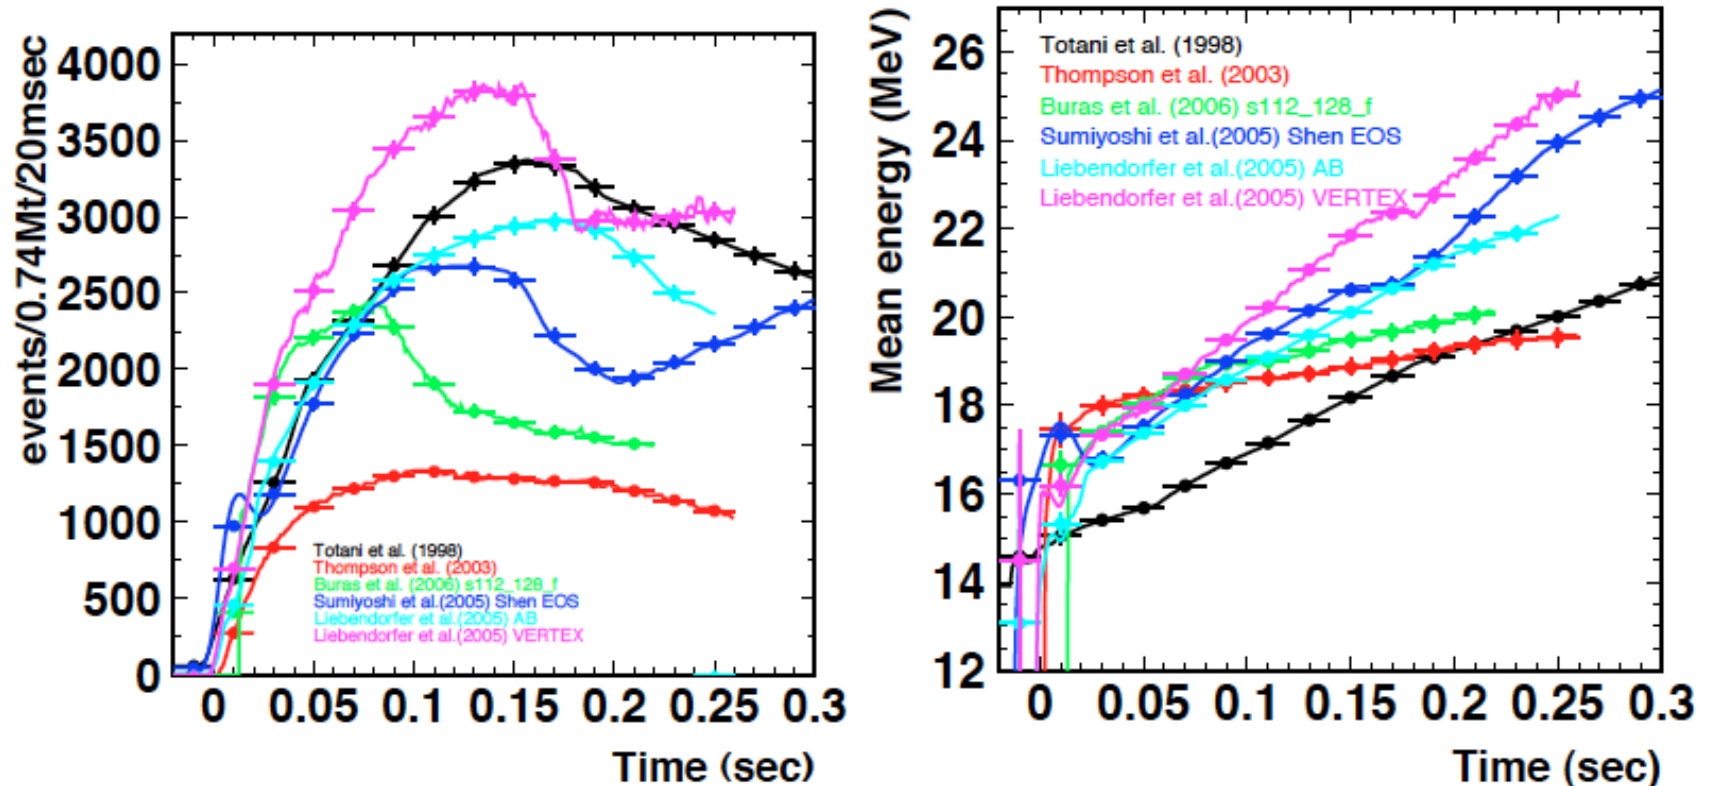 events/0.74Mt/20msec
4000
3500
3000
2500
2000
1500
1000
500
0
Totani et al. (1998)
Thompson et al. (2003)
Buras et al. (2006) s112_128_f
Sumiyoshi et al.(2005) Shen EOS
Liebendorfer et al.(2005) AB
Liebendorfer et al.(2005) VERTEX
0 0.05 0.1 0.15 0.2 0.25 0.3
Time (sec)
Mean energy (MeV)
26
24
22
20
18
16
14
12
Totani et al. (1998)
Thompson et al. (2003)
Buras et al. (2006) s112_128_f
Sumiyoshi et al.(2005) Shen EOS
Liebendorfer et al.(2005) AB
Liebendorfer et al.(2005) VERTEX
0 0.05 0.1 0.15 0.2 0.25 0.3
Time (sec)